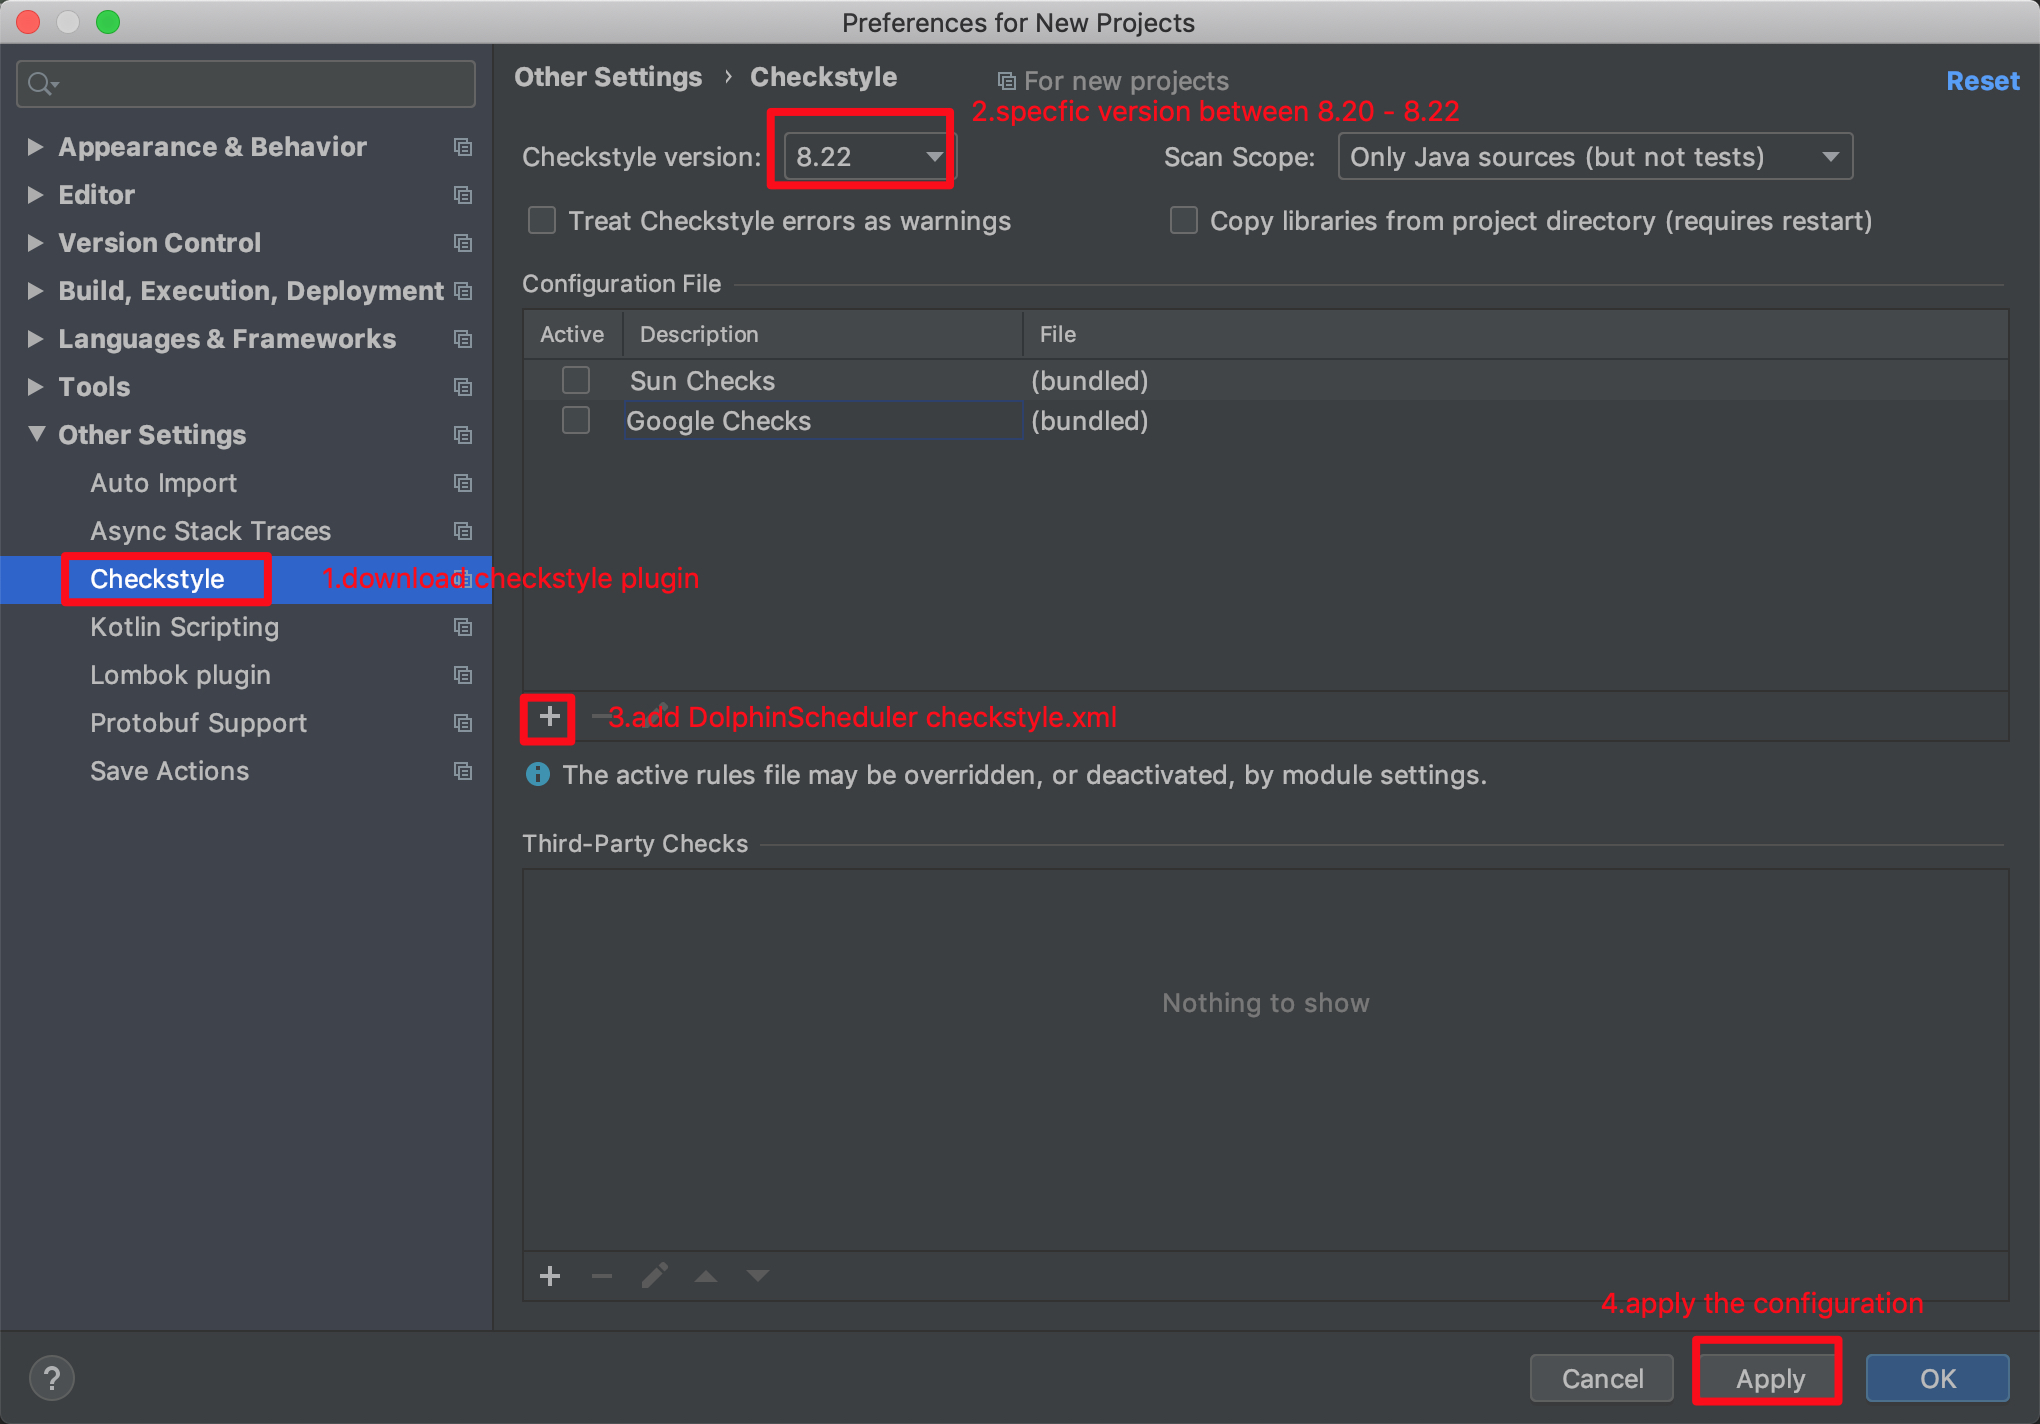 Preferences for New Projects
Other Settings › Checkstyle
For new projects
Reset
2.specfic version between 8.20 - 8.22
Checkstyle version: 8.22
Scan Scope: Only Java sources (but not tests)
Treat Checkstyle errors as warnings
Copy libraries from project directory (requires restart)
Appearance & Behavior
Editor
Version Control
Build, Execution, Deployment
Languages & Frameworks
Tools
Other Settings
Auto Import
Async Stack Traces
Checkstyle
1.download checkstyle plugin
Kotlin Scripting
Lombok plugin
Protobuf Support
Save Actions
Configuration File
Active Description File
Sun Checks (bundled)
Google Checks (bundled)
3.add DolphinScheduler checkstyle.xml
The active rules file may be overridden, or deactivated, by module settings.
Third-Party Checks
Nothing to show
4.apply the configuration
?
Cancel
Apply
OK